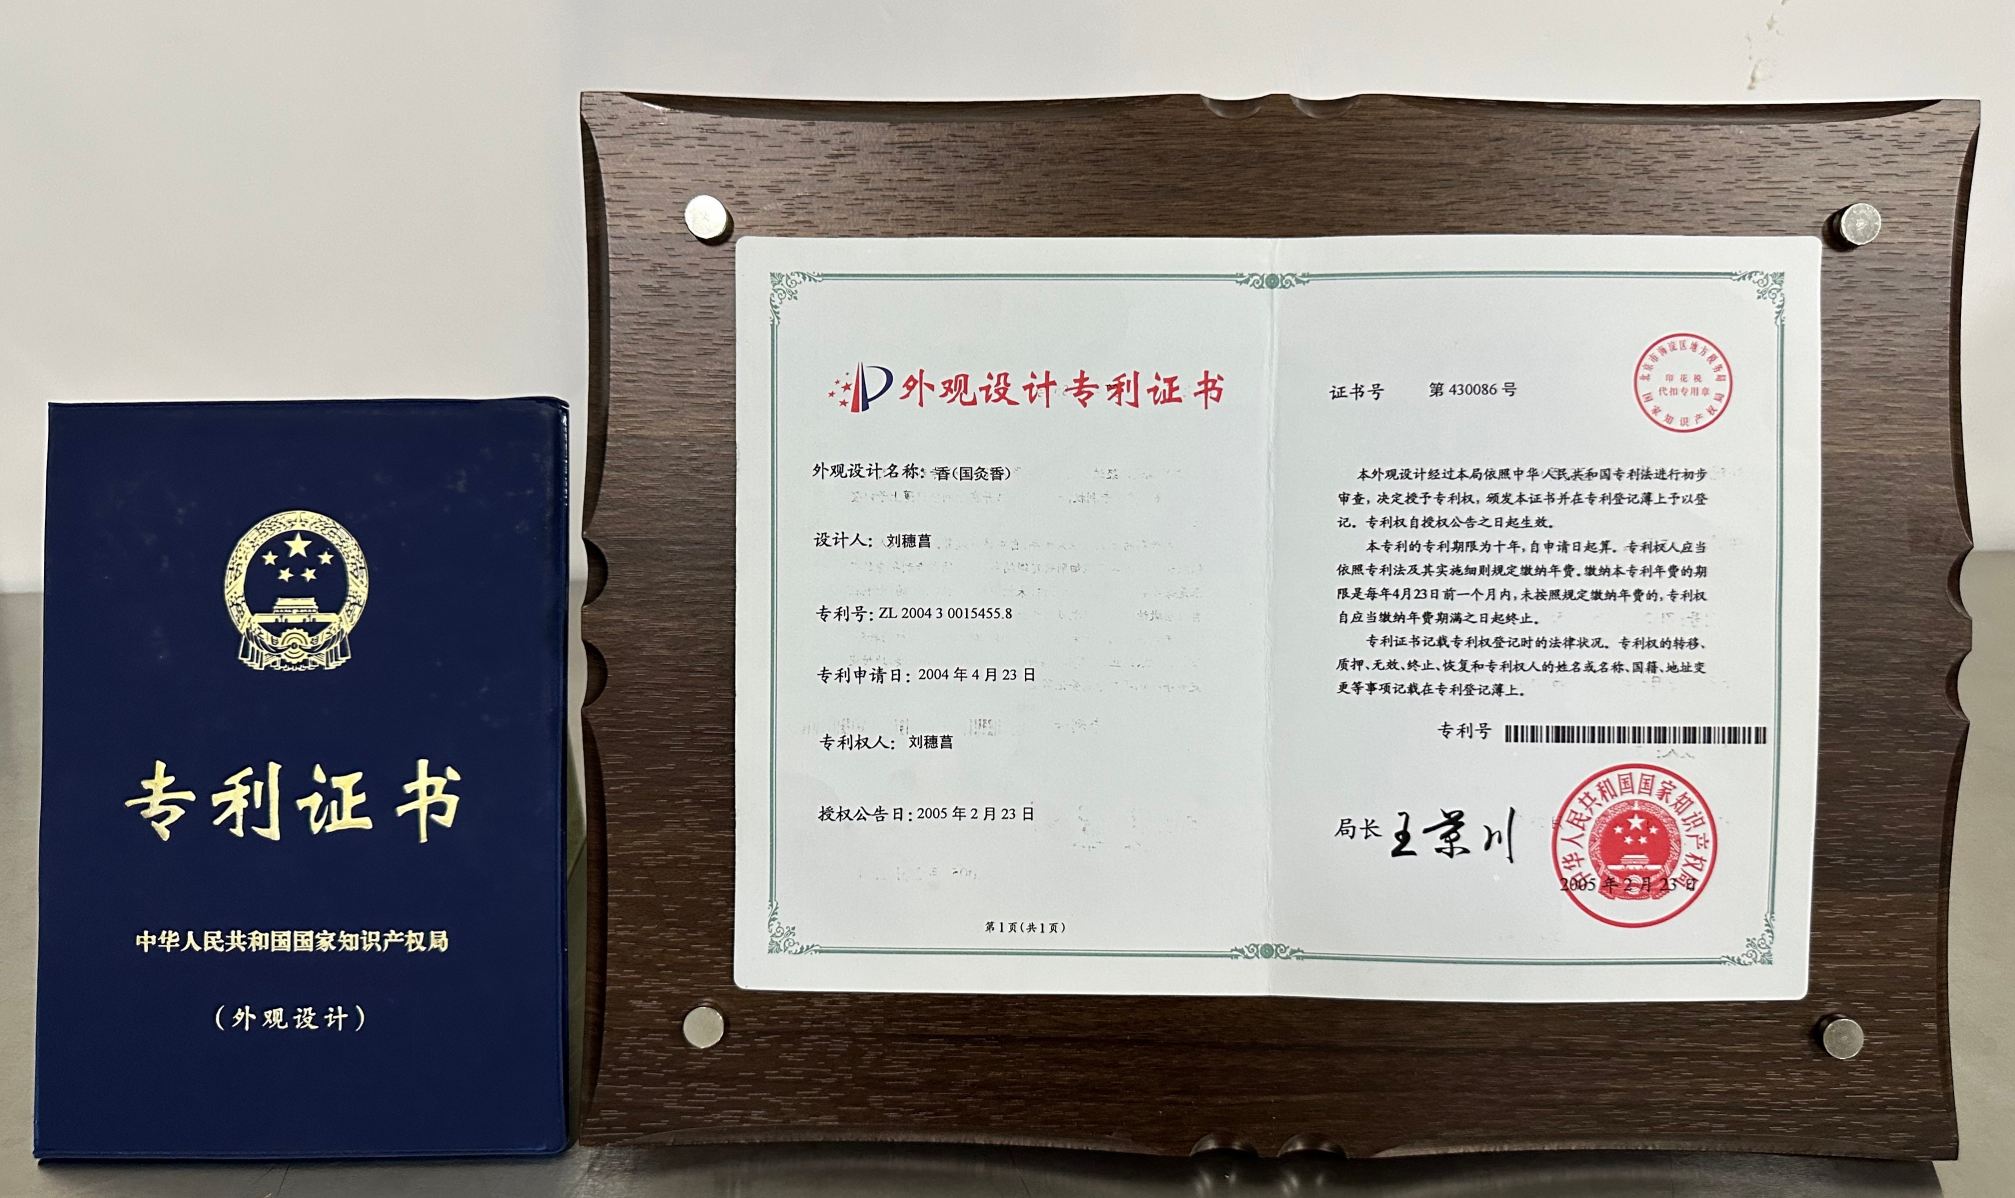 专利证书
中华人民共和国国家知识产权局
(外观设计)
外观设计专利证书
外观设计名称: 香(国灸香)
设计人: 刘穗菖
专利号: ZL 2004 3 0015455.8
专利申请日: 2004 年 4 月 23 日
专利权人: 刘穗菖
授权公告日: 2005 年 2 月 23 日
第 1 页 (共 1 页)
证书号 第 430086 号
北京市海淀区地方税务局
印花税
代扣专用章
国家知识产权局
本外观设计经过本局依照中华人民共和国专利法进行初步
审查，决定授予专利权，颁发本证书并在专利登记薄上予以登
记。专利权自授权公告之日起生效。
本专利的专利期限为十年，自申请日起算。专利权人应当
依照专利法及其实施细则规定缴纳年费。缴纳本专利年费的期
限是每年4月23日前一个月内，未按照规定缴纳年费的，专利权
自应当缴纳年费期满之日起终止。
专利证书记载专利权登记时的法律状况。专利权的转移、
质押、无效、终止、恢复和专利权人的姓名或名称、国籍、地址变
更等事项记载在专利登记薄上。
专利号
局长 王景川
中华人民共和国国家知识产权局
2005 年 2 月 23 日